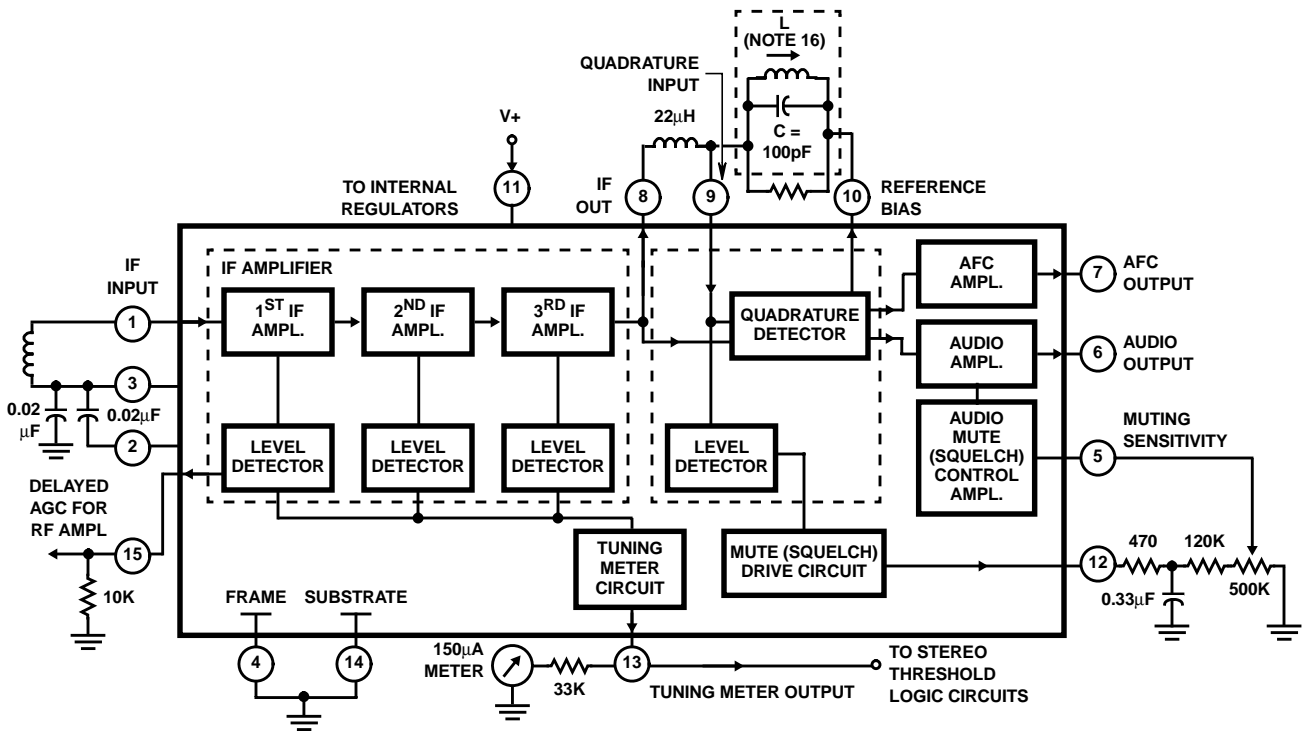 L
(NOTE 16)
QUADRATURE
INPUT
22µH
C =
100pF
V+
11
TO INTERNAL
REGULATORS
IF
OUT
8
9
10
REFERENCE
BIAS
IF
INPUT
1
3
0.02
µF
0.02µF
2
IF AMPLIFIER
1ST IF
AMPL.
2ND IF
AMPL.
3RD IF
AMPL.
LEVEL
DETECTOR
LEVEL
DETECTOR
LEVEL
DETECTOR
QUADRATURE
DETECTOR
LEVEL
DETECTOR
AFC
AMPL.
7
AFC
OUTPUT
AUDIO
AMPL.
6
AUDIO
OUTPUT
AUDIO
MUTE
(SQUELCH)
CONTROL
AMPL.
MUTING
SENSITIVITY
5
DELAYED
AGC FOR
RF AMPL
15
10K
TUNING
METER
CIRCUIT
MUTE (SQUELCH)
DRIVE CIRCUIT
12
470
120K
0.33µF
500K
FRAME
SUBSTRATE
4
14
150µA
METER
33K
13
TUNING METER OUTPUT
TO STEREO
THRESHOLD
LOGIC CIRCUITS